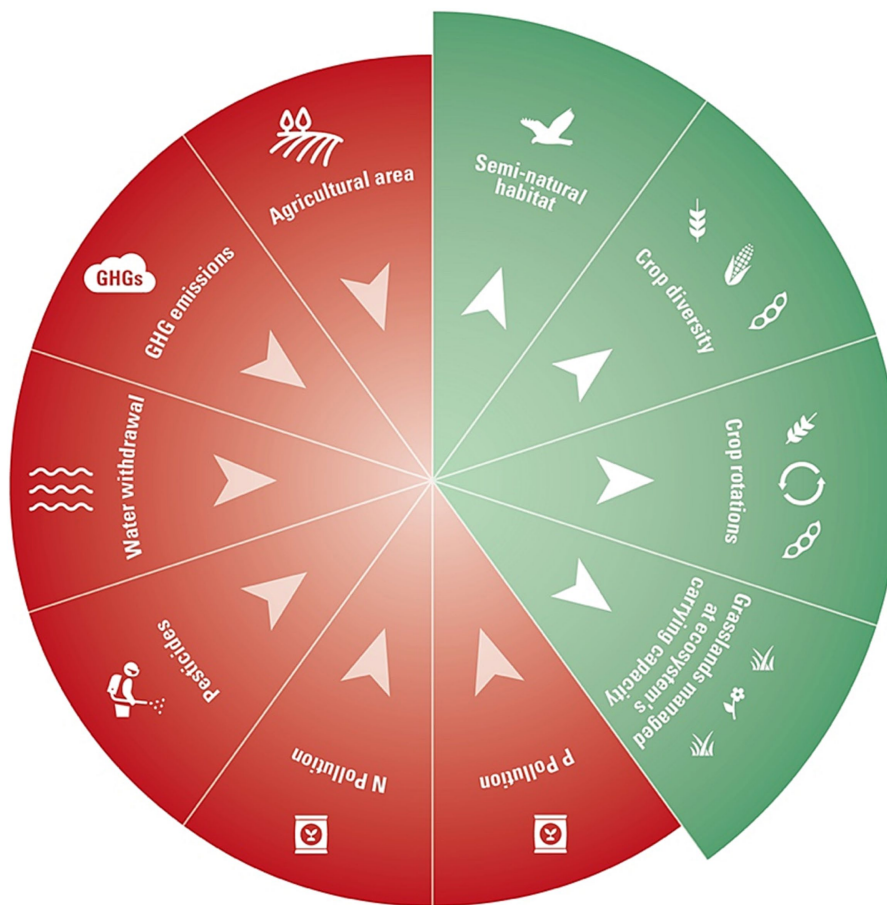 Semi-natural
habitat
Crop diversity
Crop rotations
Grasslands managed
at ecosystem's
carrying capacity
P Pollution
N Pollution
Pesticides
Water withdrawal
GHG emissions
GHGs
Agricultural area